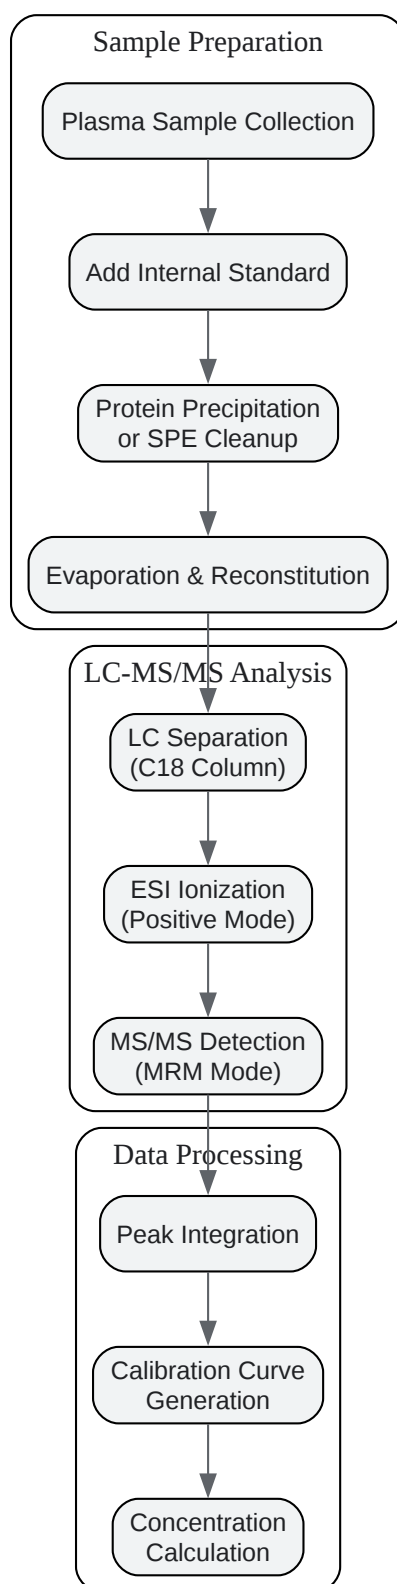 Sample Preparation
Plasma Sample Collection
Add Internal Standard
Protein Precipitation
or SPE Cleanup
Evaporation & Reconstitution
LC-MS/MS Analysis
LC Separation
(C18 Column)
ESI Ionization
(Positive Mode)
MS/MS Detection
(MRM Mode)
Data Processing
Peak Integration
Calibration Curve
Generation
Concentration
Calculation